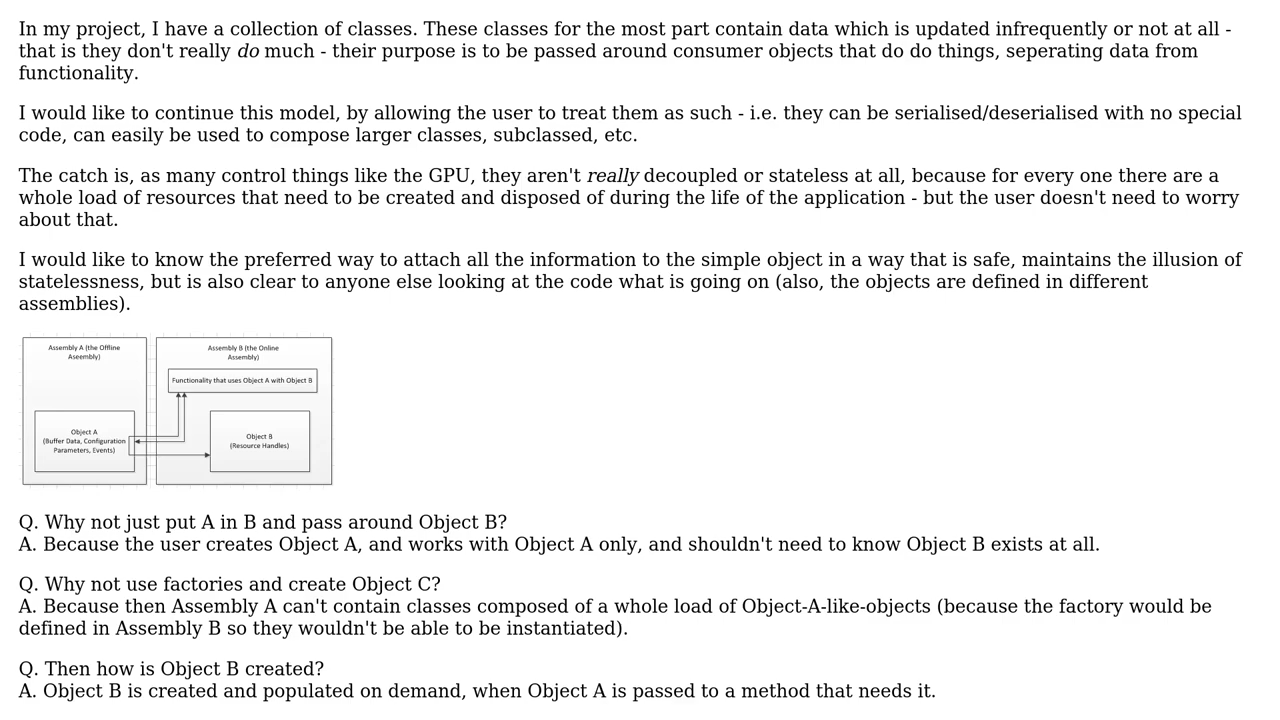 In my project, I have a collection of classes. These classes for the most part contain data which is updated infrequently or not at all -
that is they don't really do much - their purpose is to be passed around consumer objects that do do things, seperating data from
functionality.
I would like to continue this model, by allowing the user to treat them as such - i.e. they can be serialised/deserialised with no special
code, can easily be used to compose larger classes, subclassed, etc.
The catch is, as many control things like the GPU, they aren't really decoupled or stateless at all, because for every one there are a
whole load of resources that need to be created and disposed of during the life of the application - but the user doesn't need to worry
about that.
I would like to know the preferred way to attach all the information to the simple object in a way that is safe, maintains the illusion of
statelessness, but is also clear to anyone else looking at the code what is going on (also, the objects are defined in different
assemblies).
Assembly A (the Offline
Aseembly)
Assembly B (the Online
Assembly)
Functionality that uses Object A with Object B
Object A
(Buffer Data, Configuration
Parameters, Events)
Object B
(Resource Handles)
Q. Why not just put A in B and pass around Object B?
A. Because the user creates Object A, and works with Object A only, and shouldn't need to know Object B exists at all.
Q. Why not use factories and create Object C?
A. Because then Assembly A can't contain classes composed of a whole load of Object-A-like-objects (because the factory would be
defined in Assembly B so they wouldn't be able to be instantiated).
Q. Then how is Object B created?
A. Object B is created and populated on demand, when Object A is passed to a method that needs it.